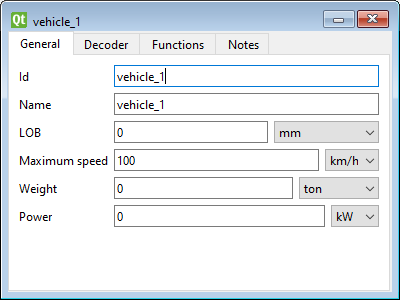 Qt vehicle_1
General Decoder Functions Notes
Id vehicle_1
Name vehicle_1
LOB 0 mm
Maximum speed 100 km/h
Weight 0 ton
Power 0 kW